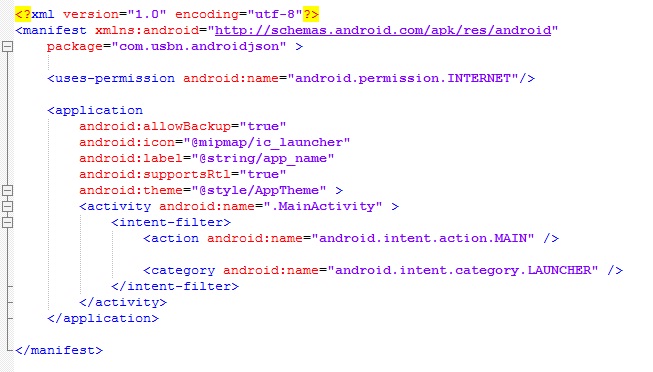 <?xml version="1.0" encoding="utf-8"?>
<manifest xmlns:android="http://schemas.android.com/apk/res/android"
    package="com.usbn.androidjson" >

    <uses-permission android:name="android.permission.INTERNET"/>

    <application
        android:allowBackup="true"
        android:icon="@mipmap/ic_launcher"
        android:label="@string/app_name"
        android:supportsRtl="true"
        android:theme="@style/AppTheme" >
        <activity android:name=".MainActivity" >
            <intent-filter>
                <action android:name="android.intent.action.MAIN" />

                <category android:name="android.intent.category.LAUNCHER" />
            </intent-filter>
        </activity>
    </application>

</manifest>